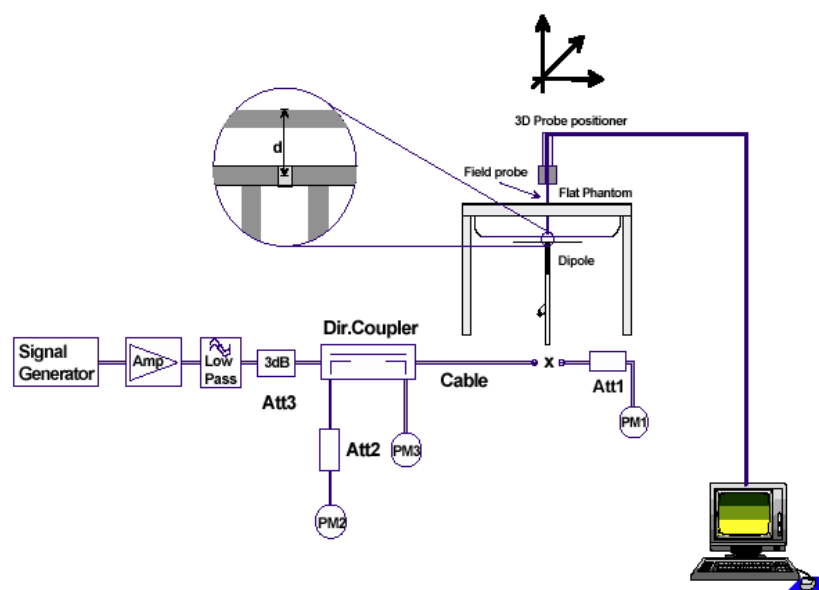 3D Probe positioner
d
Field probe
Flat Phantom
Dipole
Dir.Coupler
Signal
Generator
Amp
Low
Pass
3dB
Att3
Cable
x
Att1
PM1
Att2
PM3
PM2